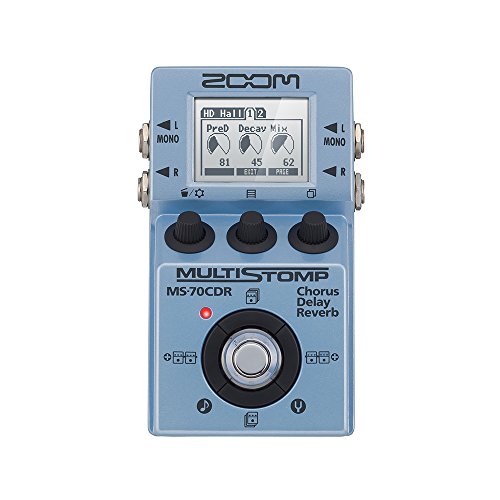 ZOOM
HD Hall 1 2
PreD Decay Mix
81 45 62
EXIT PAGE
L
MONO
R
L
MONO
R
MULTISTOMP
MS-70CDR
Chorus
Delay
Reverb